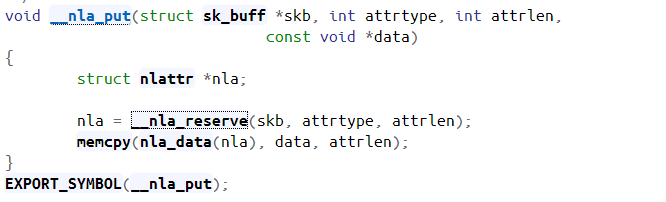 void __nla_put(struct sk_buff *skb, int attrtype, int attrlen,
                             const void *data)
{
        struct nlattr *nla;

        nla = __nla_reserve(skb, attrtype, attrlen);
        memcpy(nla_data(nla), data, attrlen);
}
EXPORT_SYMBOL(__nla_put);